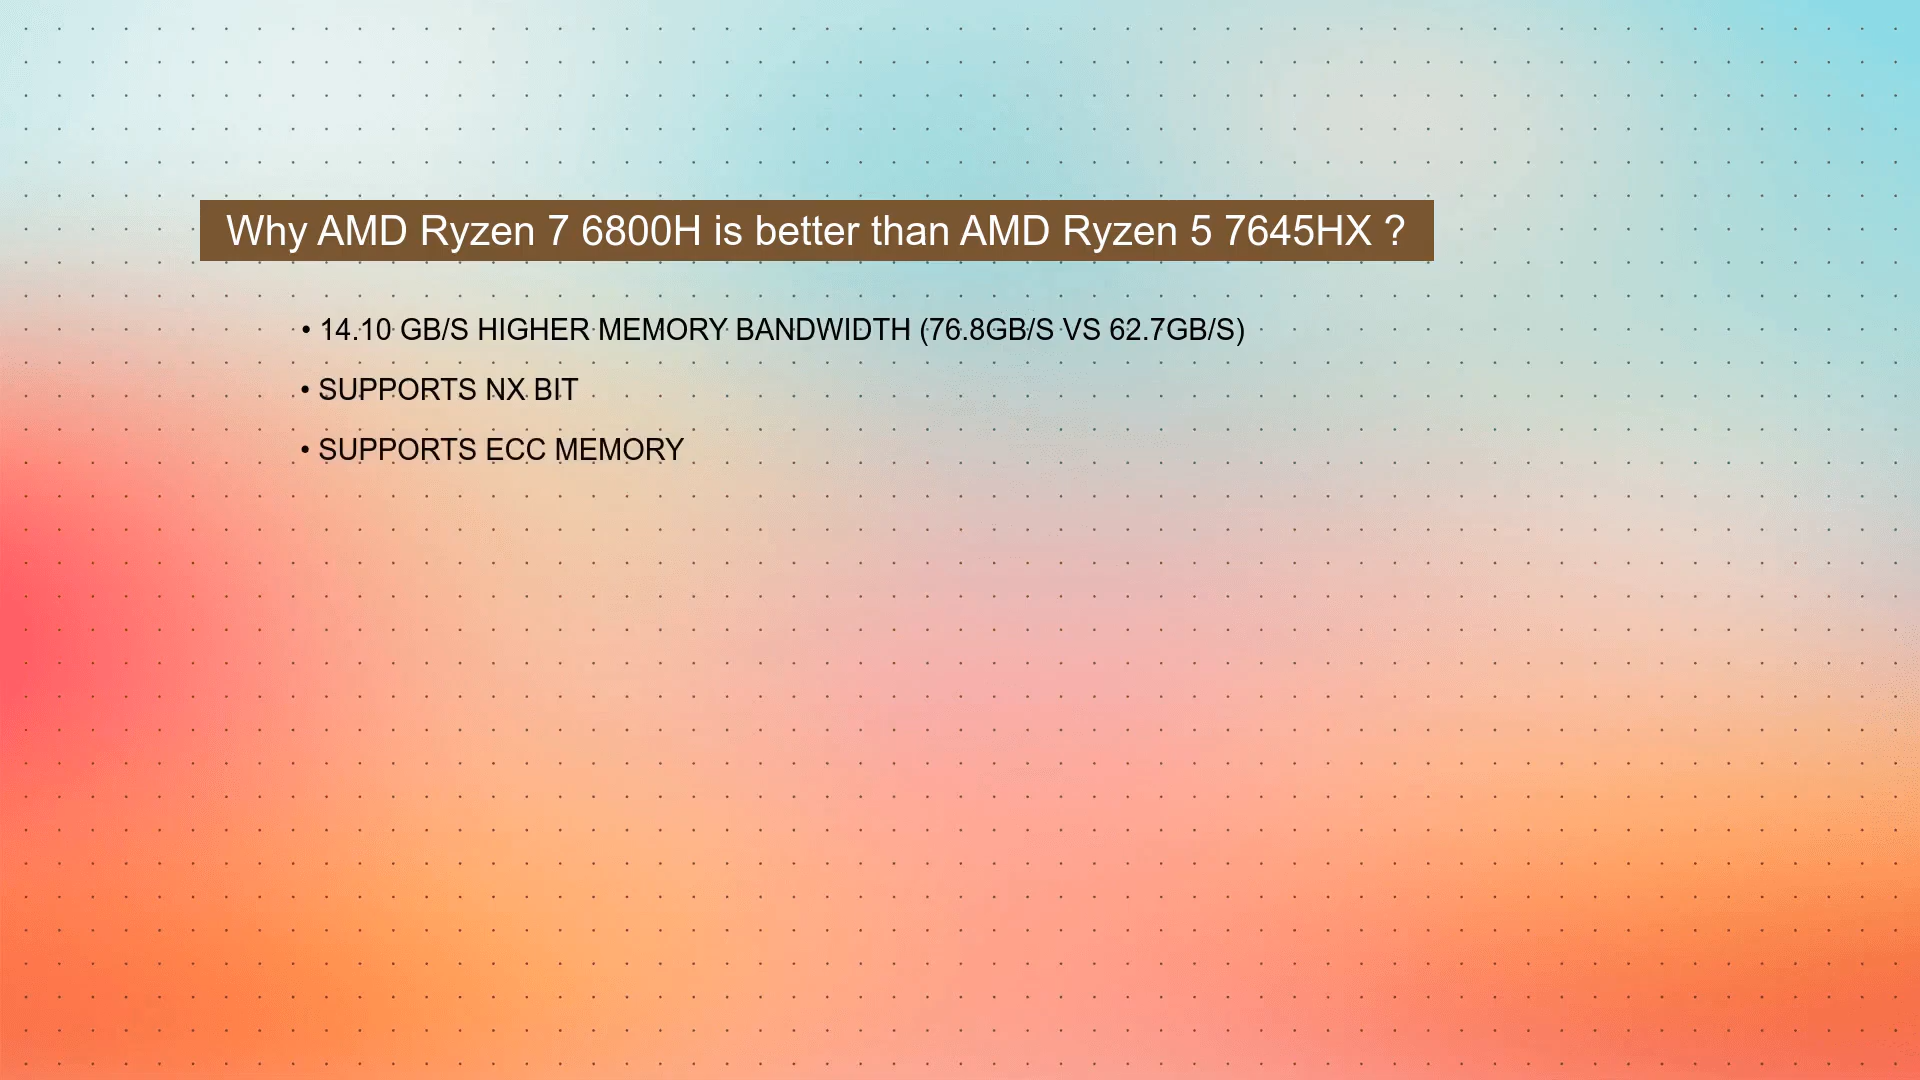 Why AMD Ryzen 7 6800H is better than AMD Ryzen 5 7645HX ?
• 14.10 GB/S HIGHER MEMORY BANDWIDTH (76.8GB/S VS 62.7GB/S)
• SUPPORTS NX BIT
• SUPPORTS ECC MEMORY